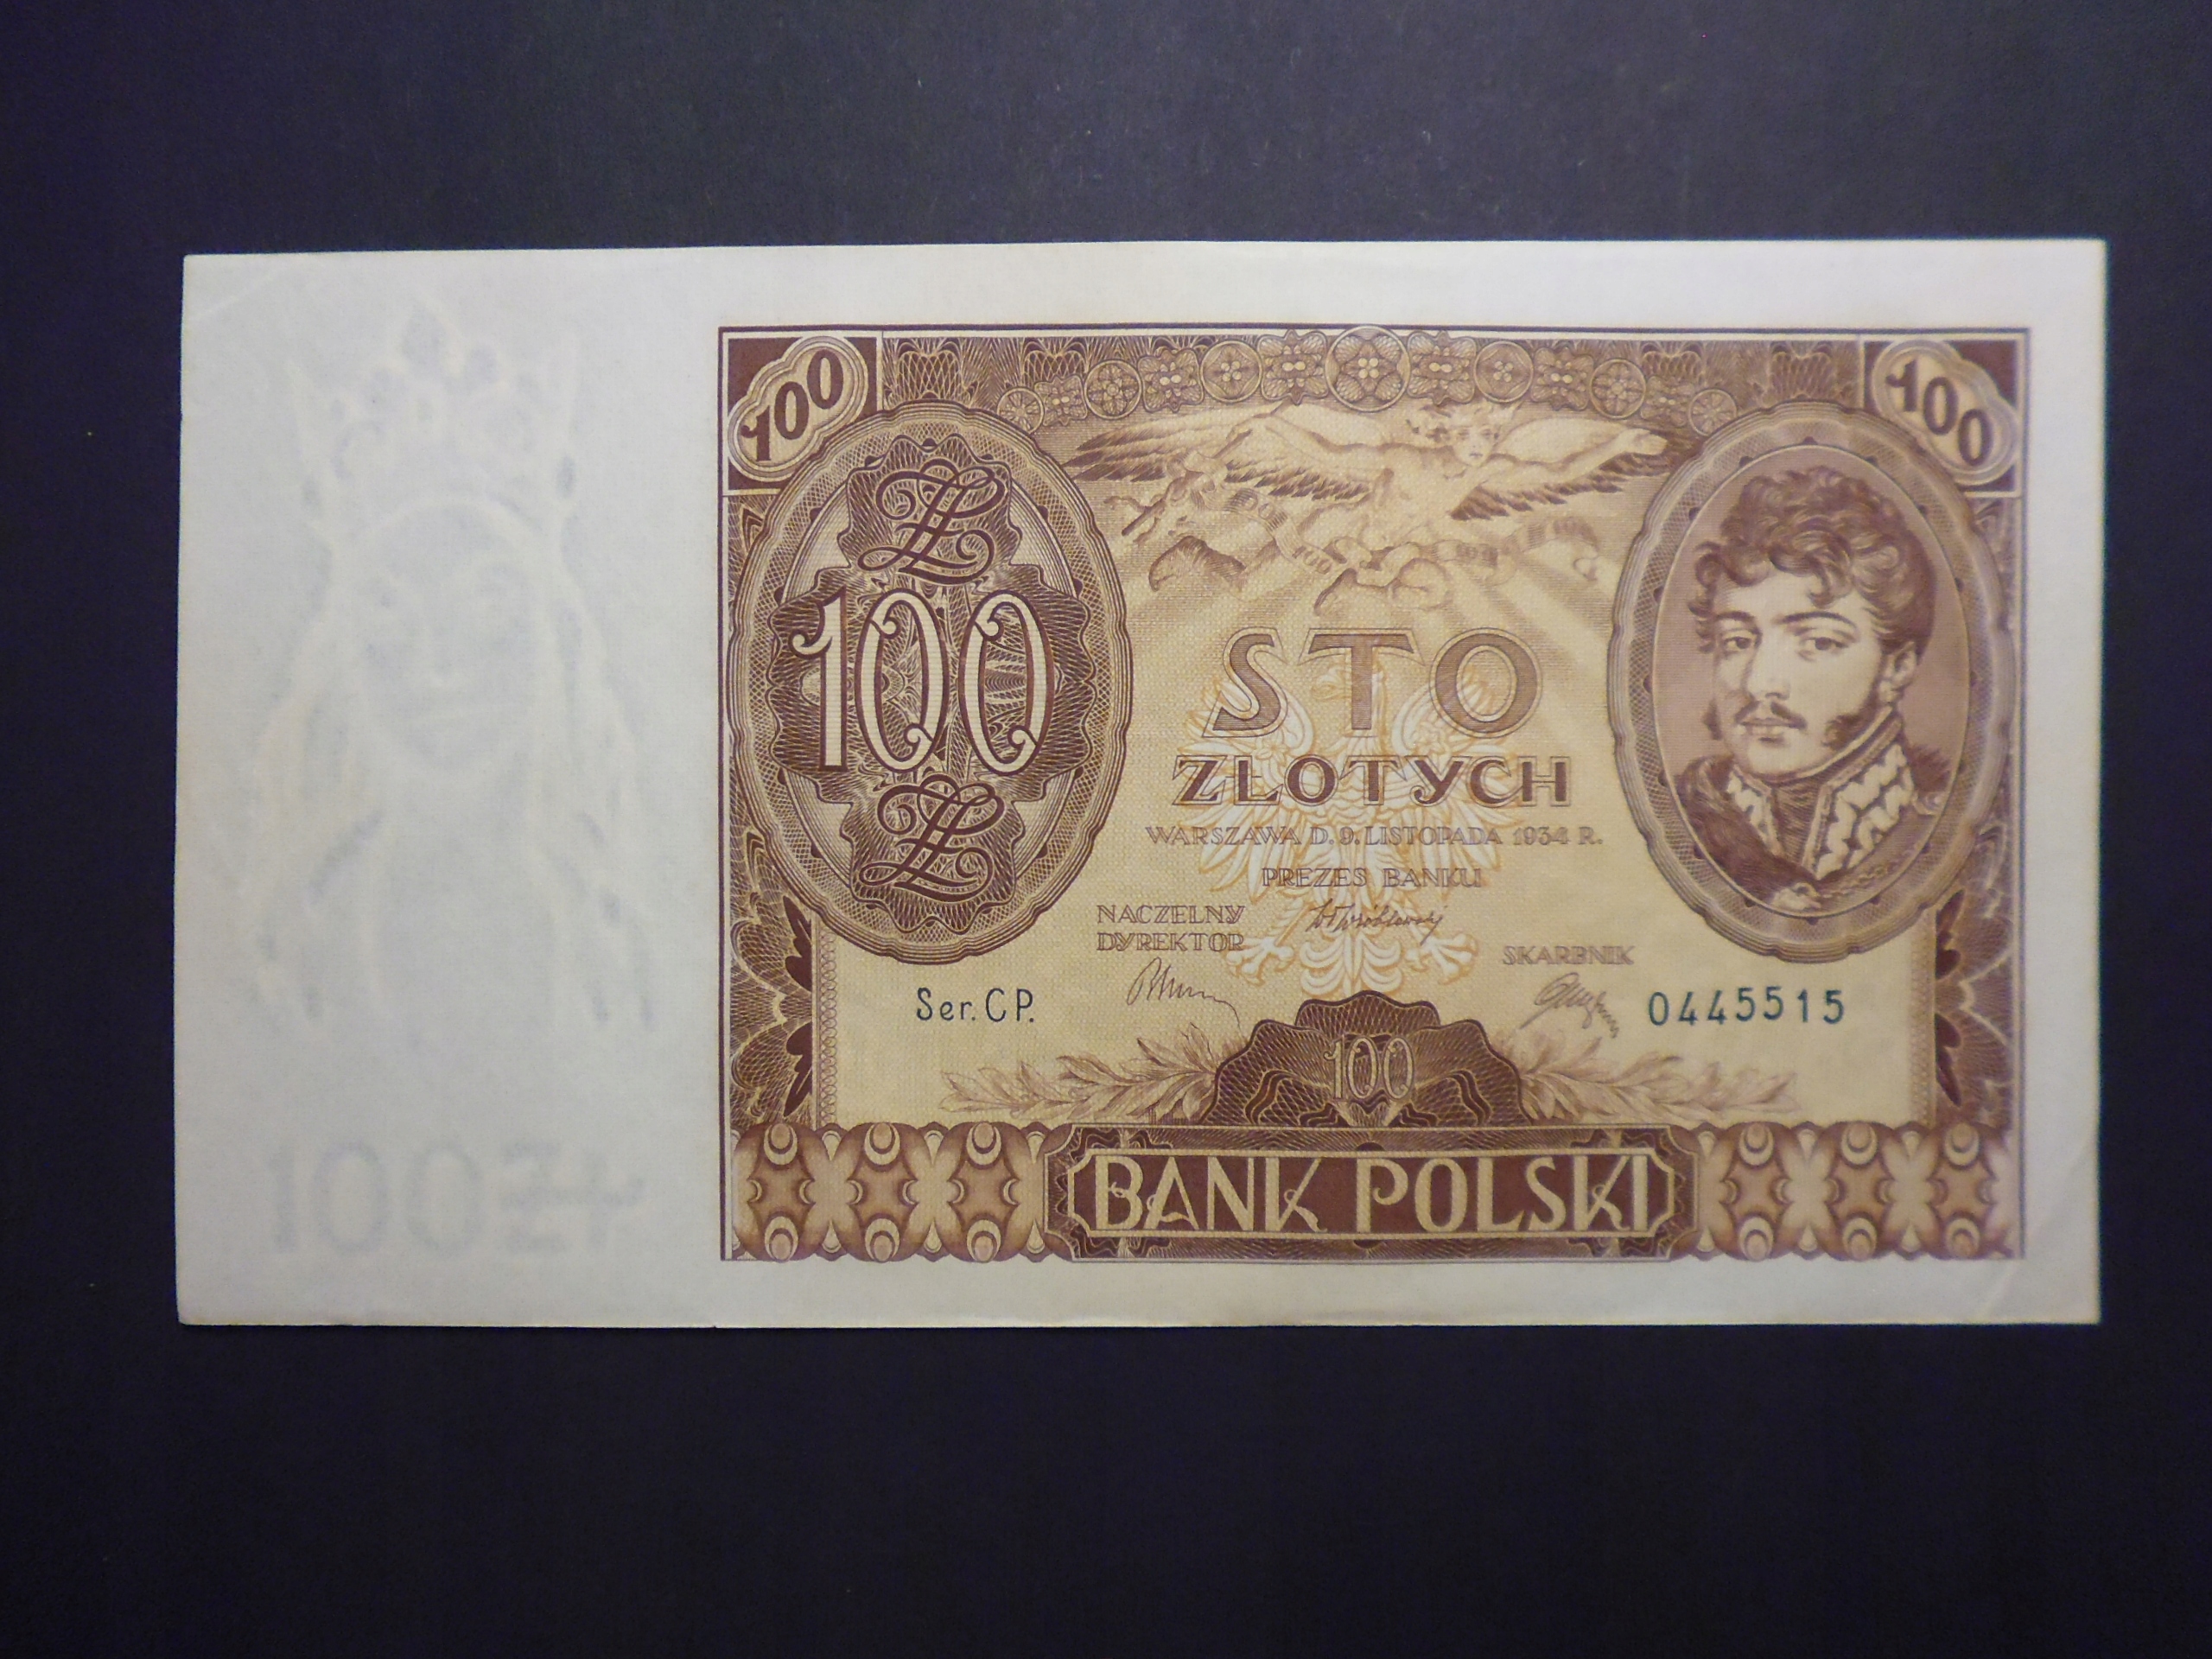 100
100
100
STO
ZŁOTYCH
WARSZAWA D. 9. LISTOPADA 1934 R.
PREZES BANKU
NACZELNY
DYREKTOR
SKARBNIK
Ser. C P.
0445515
100
BANK POLSKI
100 ZŁ